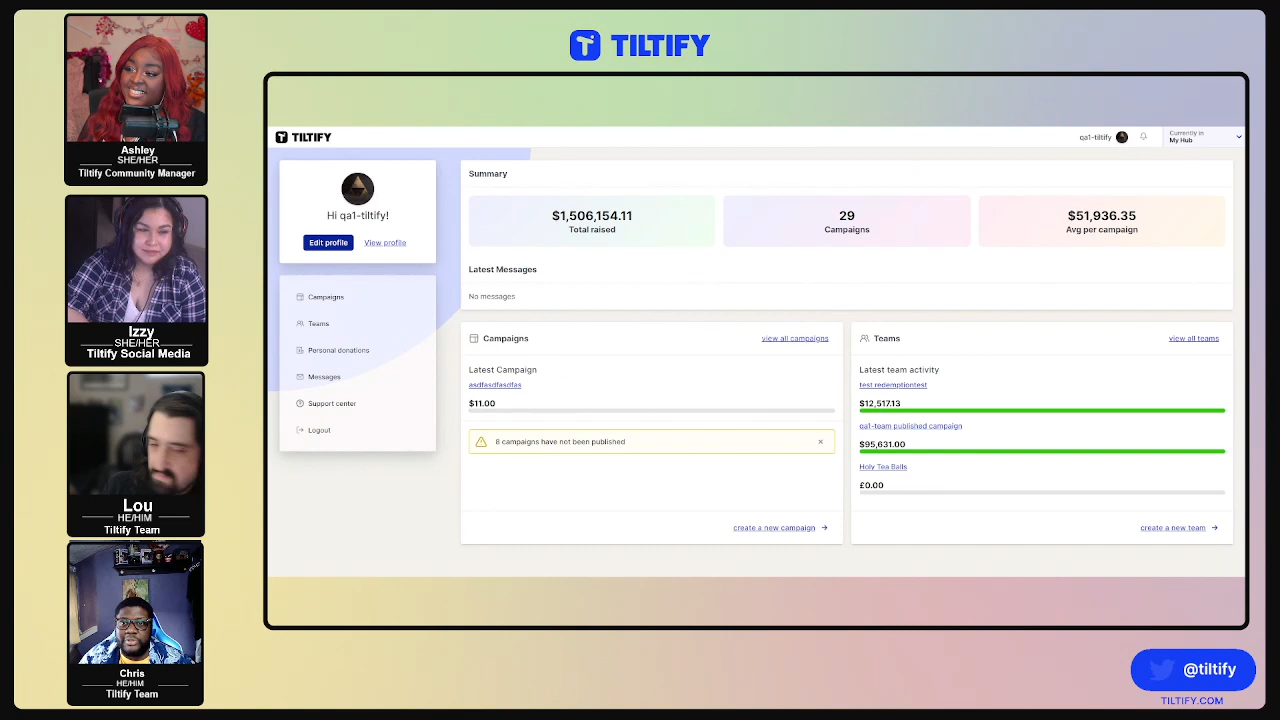 TILTIFY
Ashley
SHE/HER
Tiltify Community Manager
Izzy
SHE/HER
Tiltify Social Media
Lou
HE/HIM
Tiltify Team
Chris
HE/HIM
Tiltify Team
TILTIFY
qa1-tiltify
Currently in
My Hub
Hi qa1-tiltify!
Edit profile
View profile
Campaigns
Teams
Personal donations
Messages
Support center
Logout
Summary
$1,506,154.11
Total raised
29
Campaigns
$51,936.35
Avg per campaign
Latest Messages
No messages
Campaigns
view all campaigns
Latest Campaign
asdfasfdasfdas
$11.00
8 campaigns have not been published
create a new campaign
Teams
view all teams
Latest team activity
test redemptiontest
$12,517.13
qa1-team published campaign
$95,631.00
Holy Tea Balls
£0.00
create a new team
@tiltify
TILTIFY.COM